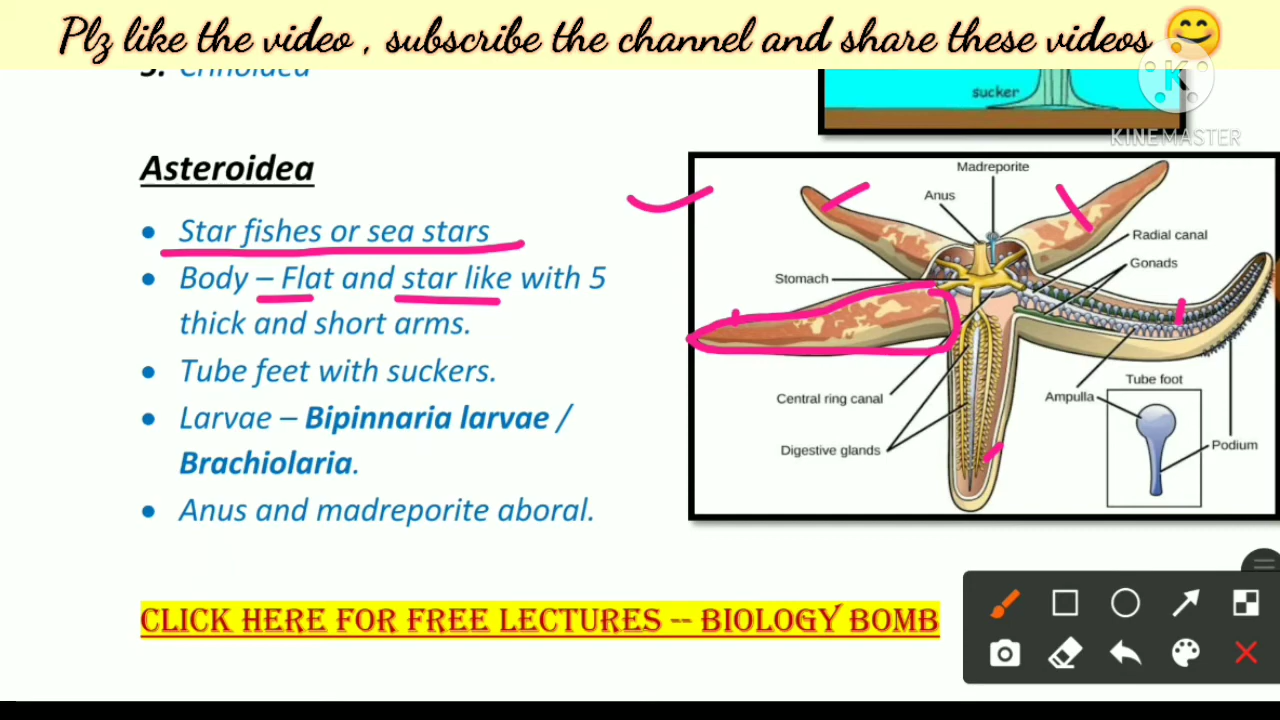 Plz like the video , subscribe the channel and share these videos 😊
5. Crinoidea
sucker
K
KINEMASTER
Asteroidea
• Star fishes or sea stars
• Body – Flat and star like with 5
thick and short arms.
• Tube feet with suckers.
• Larvae – Bipinnaria larvae /
Brachiolaria.
• Anus and madreporite aboral.
Madreporite
Anus
Radial canal
Gonads
Stomach
Central ring canal
Digestive glands
Tube foot
Ampulla
Podium
CLICK HERE FOR FREE LECTURES -- BIOLOGY BOMB